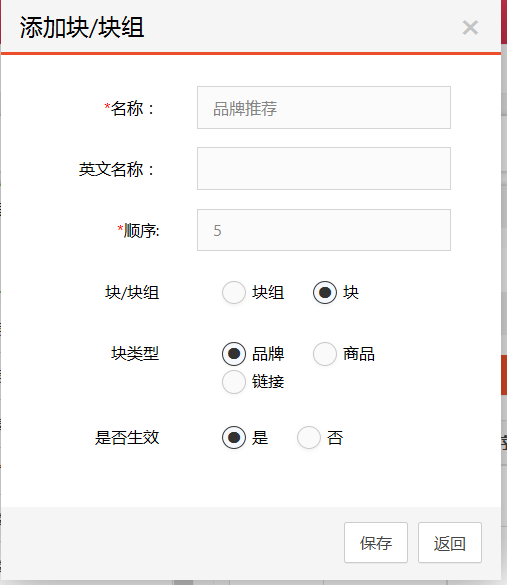 添加块/块组
*名称： 品牌推荐
英文名称：
*顺序: 5
块/块组 块组 块
块类型 品牌 商品
链接
是否生效 是 否
保存 返回